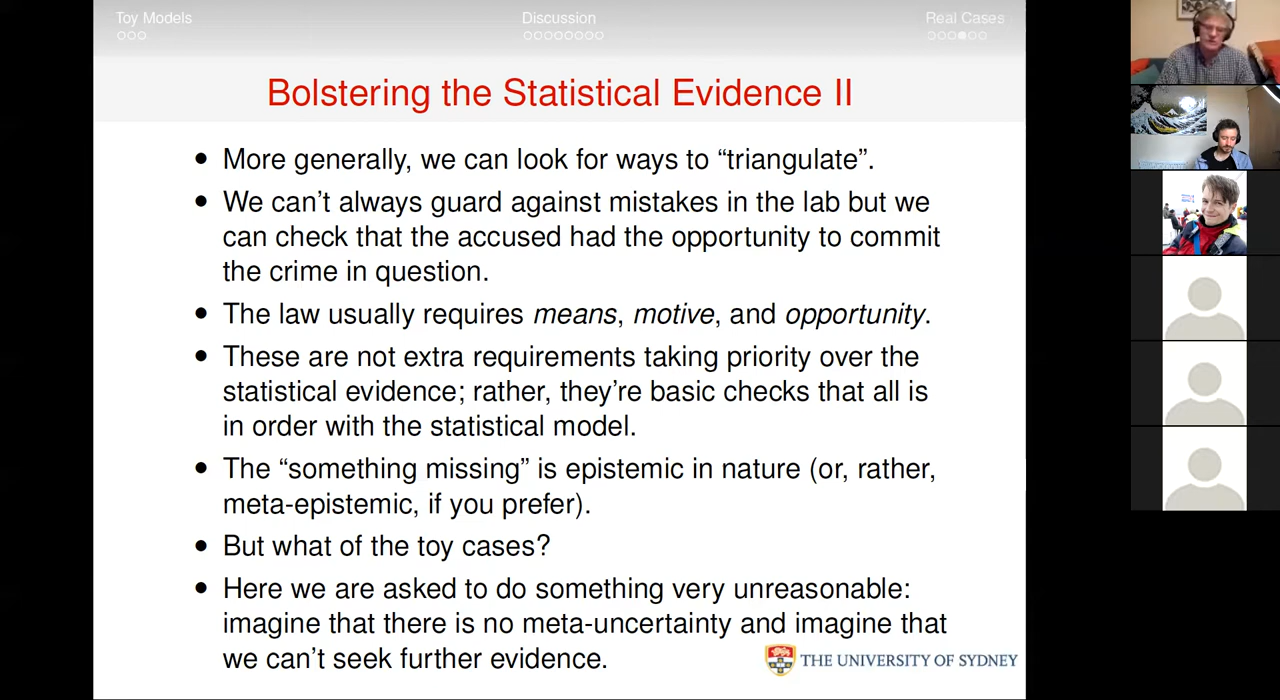 Toy Models
Discussion
Real Cases
Bolstering the Statistical Evidence II
• More generally, we can look for ways to “triangulate”.
• We can’t always guard against mistakes in the lab but we
can check that the accused had the opportunity to commit
the crime in question.
• The law usually requires means, motive, and opportunity.
• These are not extra requirements taking priority over the
statistical evidence; rather, they’re basic checks that all is
in order with the statistical model.
• The “something missing” is epistemic in nature (or, rather,
meta-epistemic, if you prefer).
• But what of the toy cases?
• Here we are asked to do something very unreasonable:
imagine that there is no meta-uncertainty and imagine that
we can’t seek further evidence.
THE UNIVERSITY OF SYDNEY